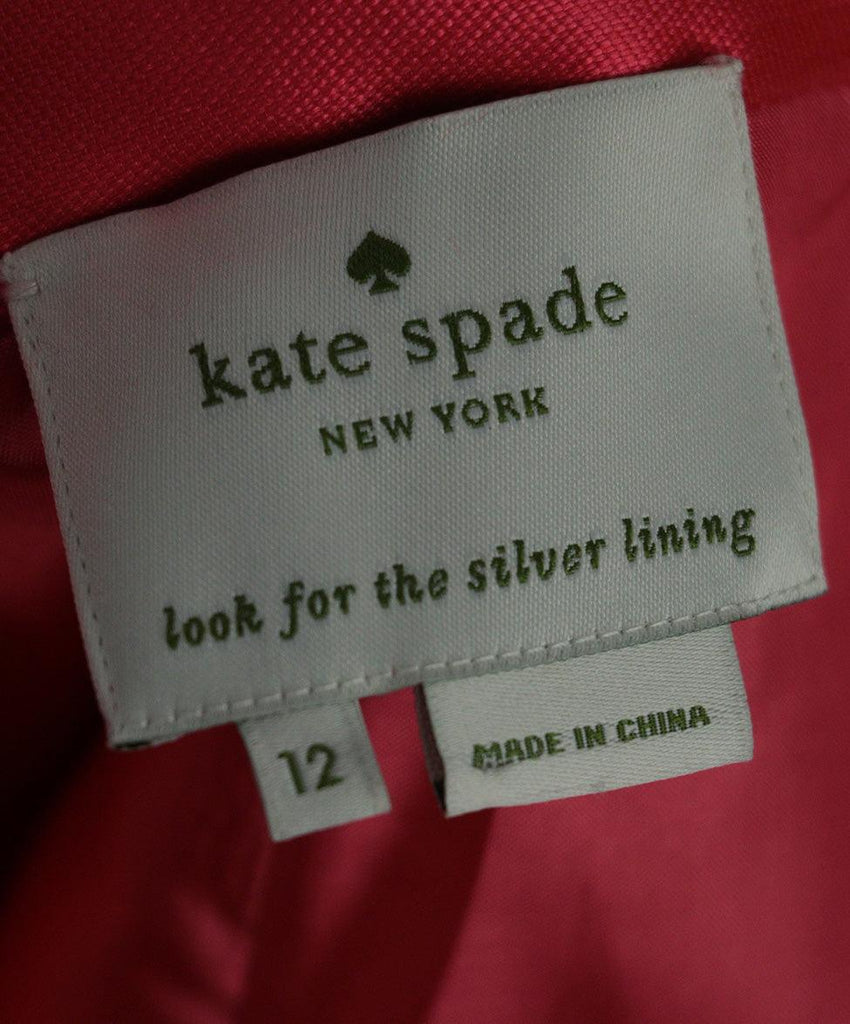 kate spade
NEW YORK
look for the silver lining
12
MADE IN CHINA